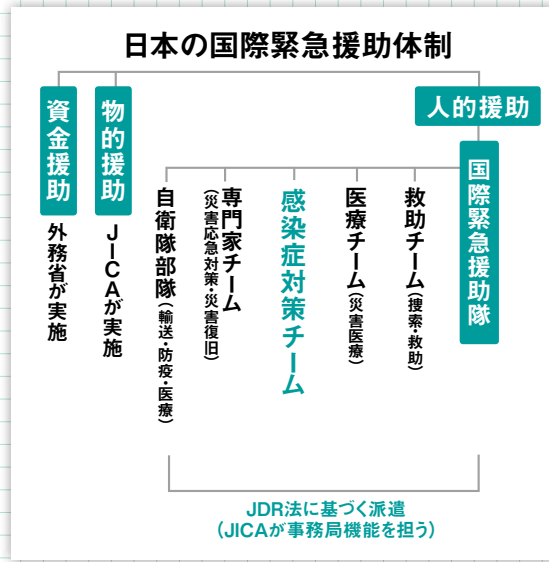 日本の国際緊急援助体制
人的援助
国際緊急援助隊
救助チーム(捜索・救助)
医療チーム(災害医療)
感染症対策チーム
専門家チーム
(災害応急対策・災害復旧)
自衛隊部隊(輸送・防疫・医療)
物的援助
JICAが実施
資金援助
外務省が実施
JDR法に基づく派遣
(JICAが事務局機能を担う)